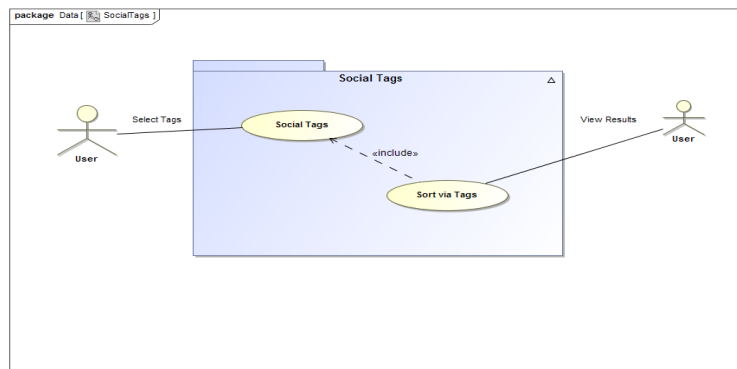 package Data [ SocialTags ]
Social Tags
Select Tags
Social Tags
View Results
User
User
«include»
Sort via Tags